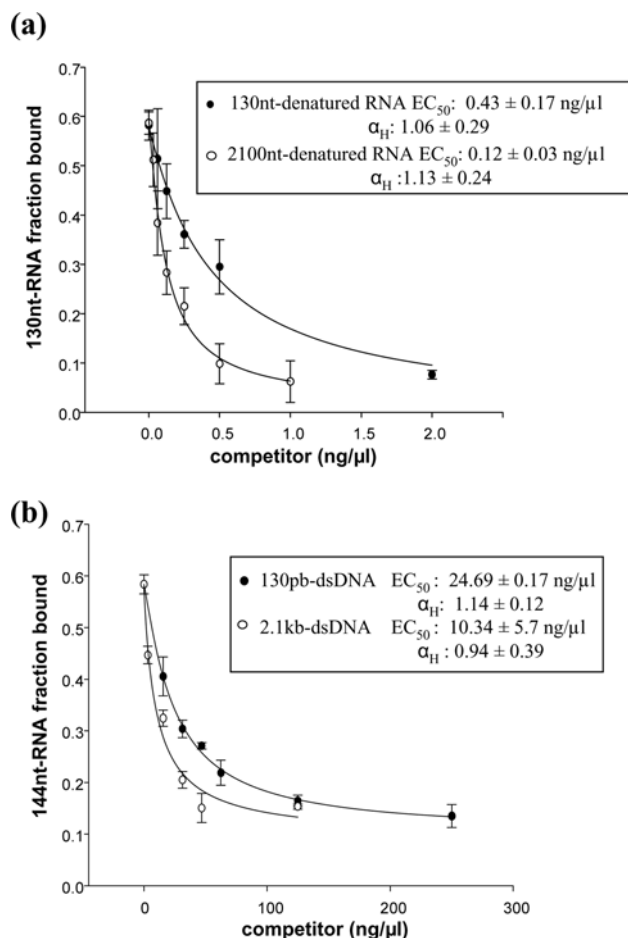 (a)
0.7
0.6
0.5
0.4
0.3
0.2
0.1
0.0
130nt-RNA fraction bound
● 130nt-denatured RNA EC₅₀: 0.43 ± 0.17 ng/µl
α_H: 1.06 ± 0.29
○ 2100nt-denatured RNA EC₅₀: 0.12 ± 0.03 ng/µl
α_H :1.13 ± 0.24
0.0 0.5 1.0 1.5 2.0
competitor (ng/µl)
(b)
0.7
0.6
0.5
0.4
0.3
0.2
0.1
0.0
144nt-RNA fraction bound
● 130pb-dsDNA EC₅₀ : 24.69 ± 0.17 ng/µl
α_H: 1.14 ± 0.12
○ 2.1kb-dsDNA EC₅₀ : 10.34 ± 5.7 ng/µl
α_H : 0.94 ± 0.39
0 100 200 300
competitor (ng/µl)